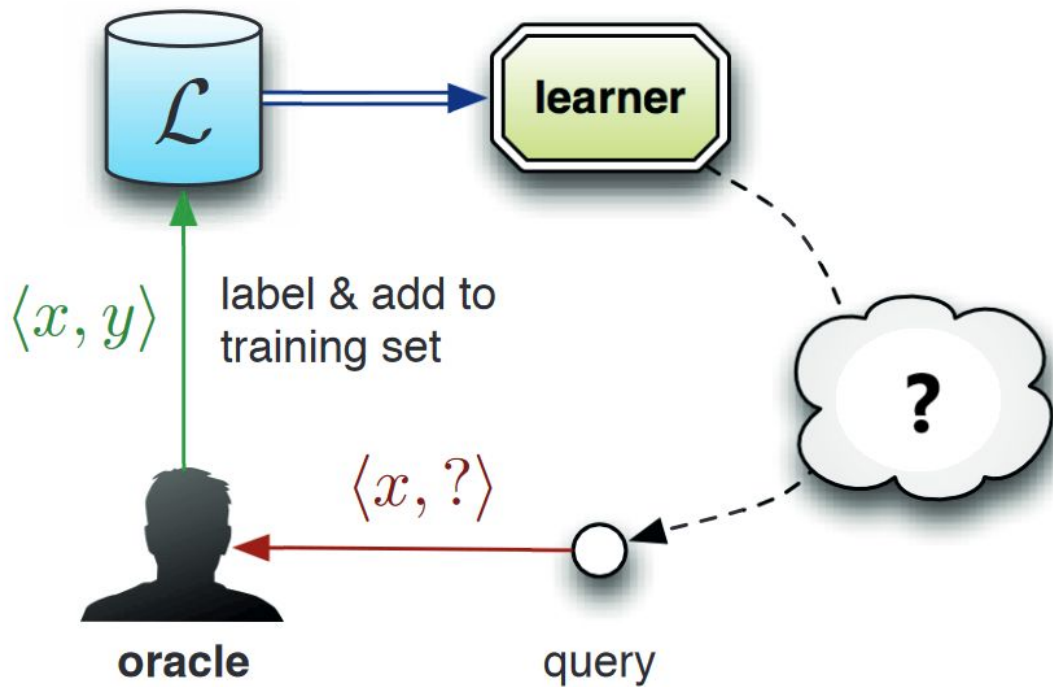 ℒ
learner
⟨x, y⟩
label & add to
training set
?
⟨x, ?⟩
oracle
query